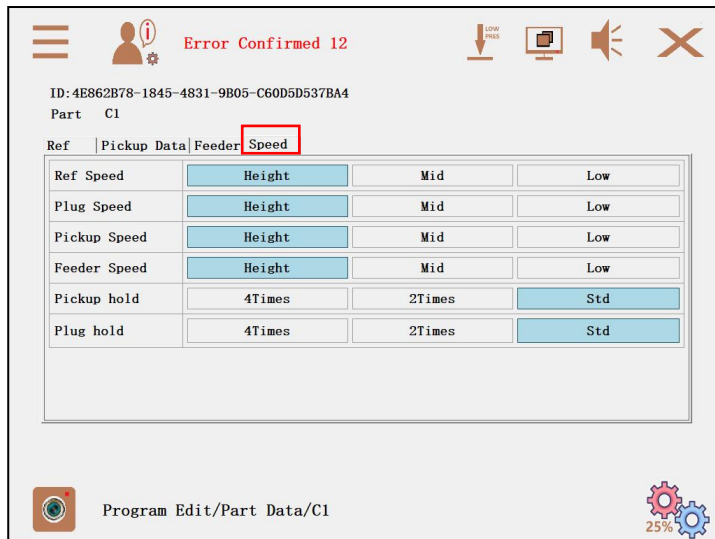 Error Confirmed 12
LOW
PRES
ID:4E862B78-1845-4831-9B05-C60D5D537BA4
Part C1
Ref Pickup Data Feeder Speed
Ref Speed Height Mid Low
Plug Speed Height Mid Low
Pickup Speed Height Mid Low
Feeder Speed Height Mid Low
Pickup hold 4Times 2Times Std
Plug hold 4Times 2Times Std
Program Edit/Part Data/C1
25%